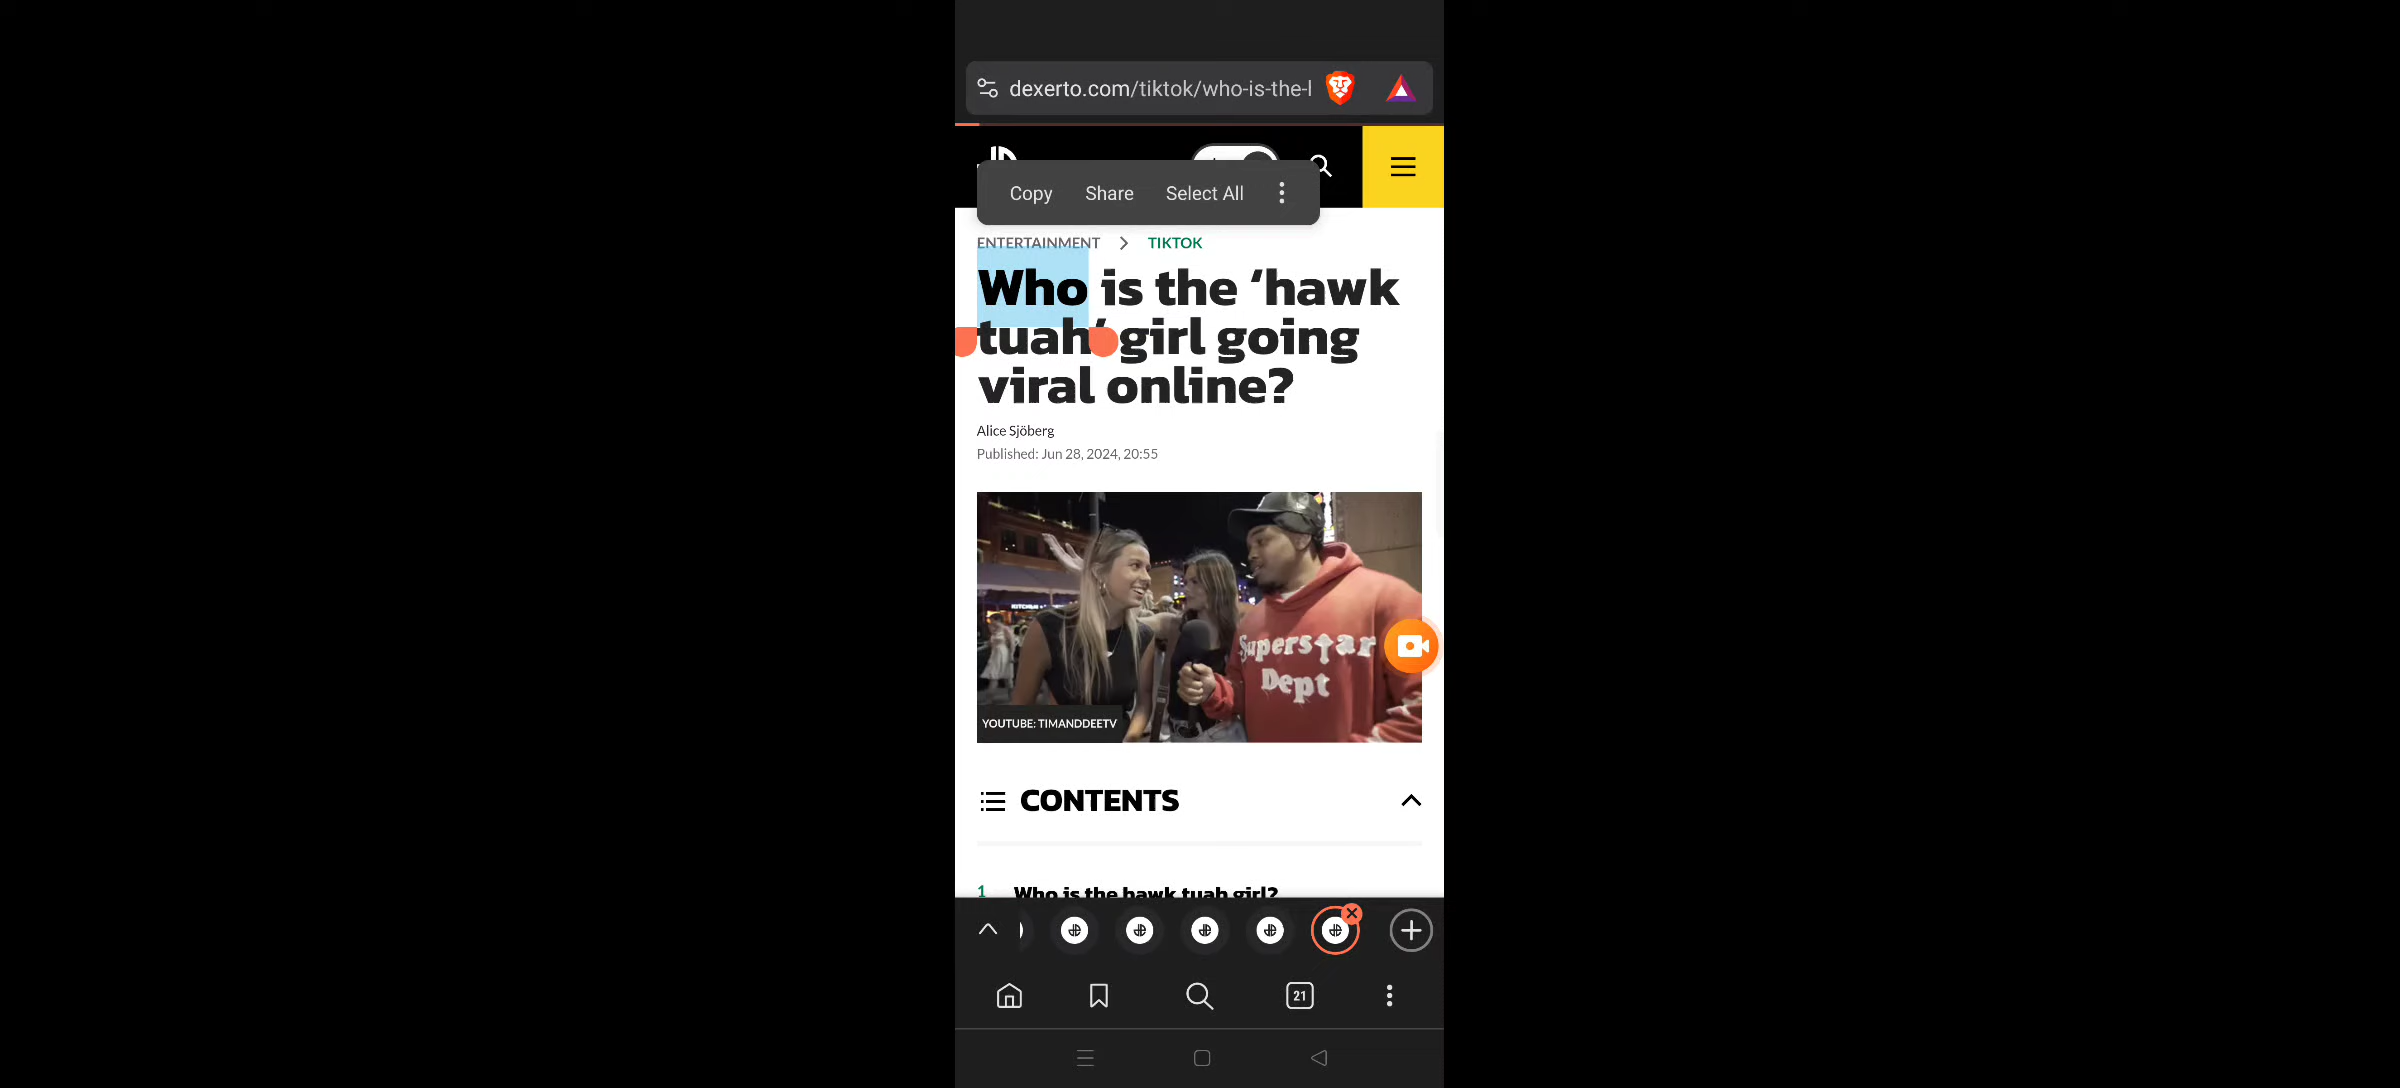 dexerto.com/tiktok/who-is-the-l
Copy Share Select All
ENTERTAINMENT > TIKTOK
Who is the ‘hawk
tuah’ girl going
viral online?
Alice Sjöberg
Published: Jun 28, 2024, 20:55
KITCHEN
Superstar
Dept
YOUTUBE: TIMANDDEETV
CONTENTS
1 Who is the hawk tuah girl?
21